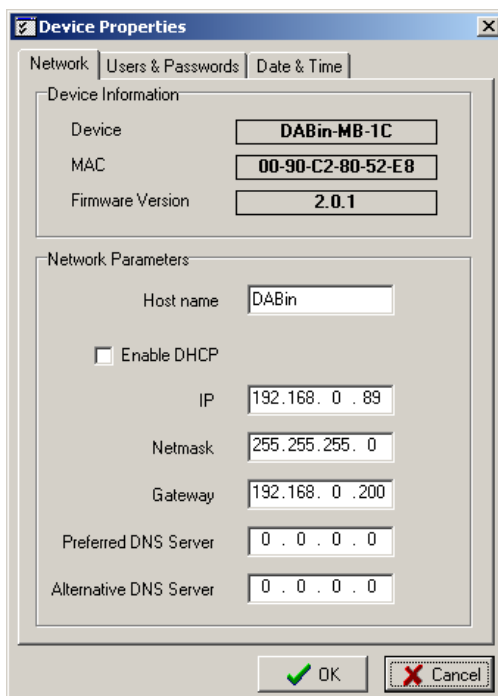 Device Properties
Network Users & Passwords Date & Time
Device Information
Device DABin-MB-1C
MAC 00-90-C2-80-52-E8
Firmware Version 2.0.1
Network Parameters
Host name DABin
Enable DHCP
IP 192.168. 0 . 89
Netmask 255.255.255. 0
Gateway 192.168. 0 .200
Preferred DNS Server 0 . 0 . 0 . 0
Alternative DNS Server 0 . 0 . 0 . 0
OK Cancel